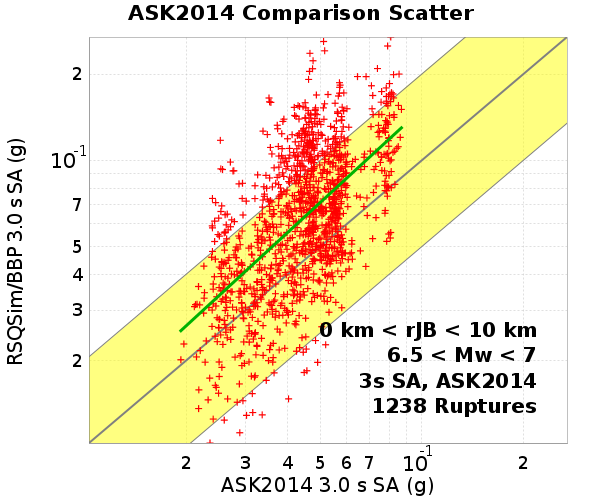 ASK2014 Comparison Scatter
RSQSim/BBP 3.0 s SA (g)
2
10-1
7
5
4
3
2
0 km < rJB < 10 km
6.5 < Mw < 7
3s SA, ASK2014
1238 Ruptures
2 3 4 5 6 7 10-1 2
ASK2014 3.0 s SA (g)